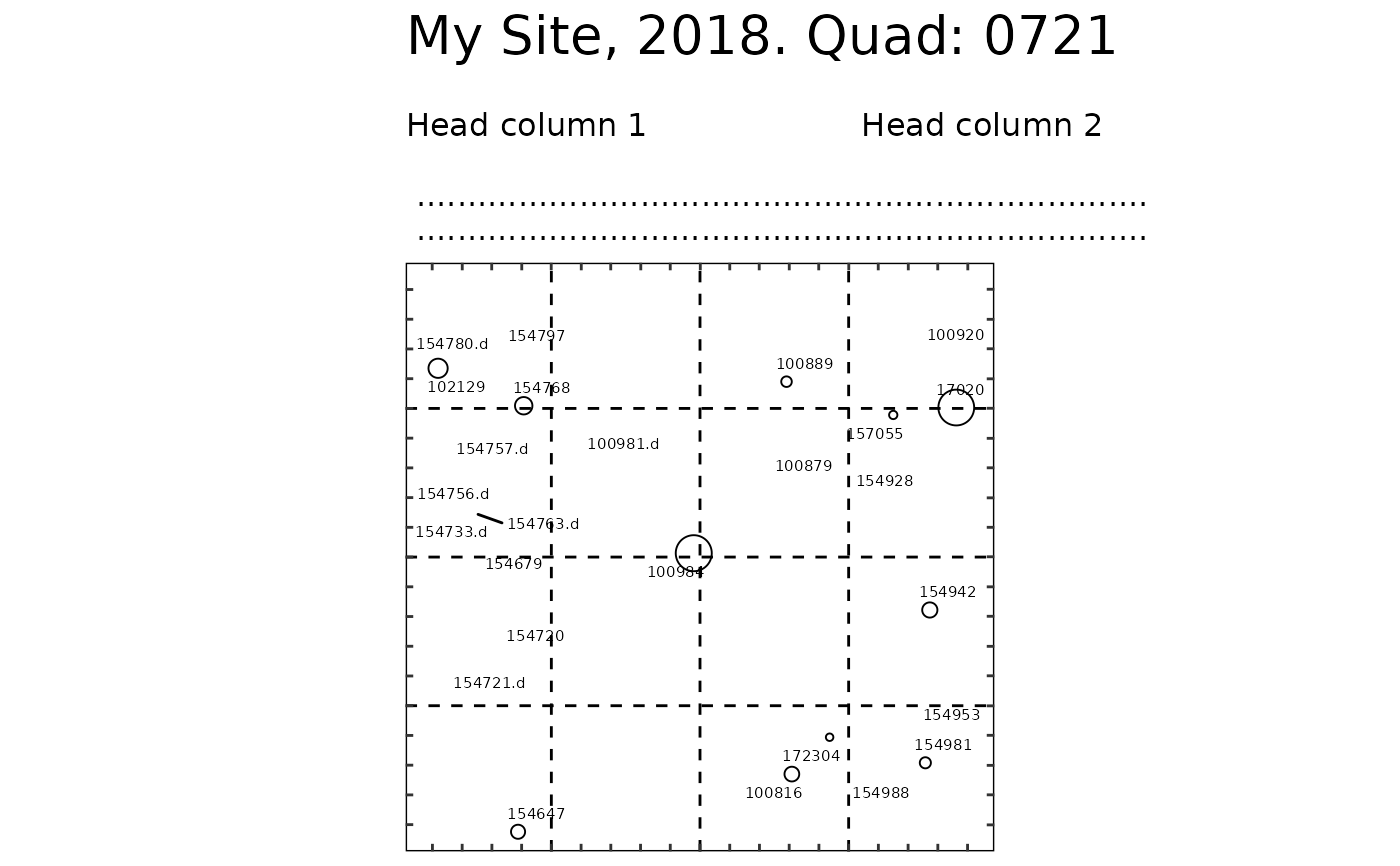 My Site, 2018. Quad: 0721
Head column 1 Head column 2
100920
154797
154780.d
100889
102129
154768
17020
157055
100981.d
154757.d
100879
154928
154756.d
154763.d
154733.d
154679
100984
154942
154720
154721.d
154953
154981
172304
100816
154988
154647